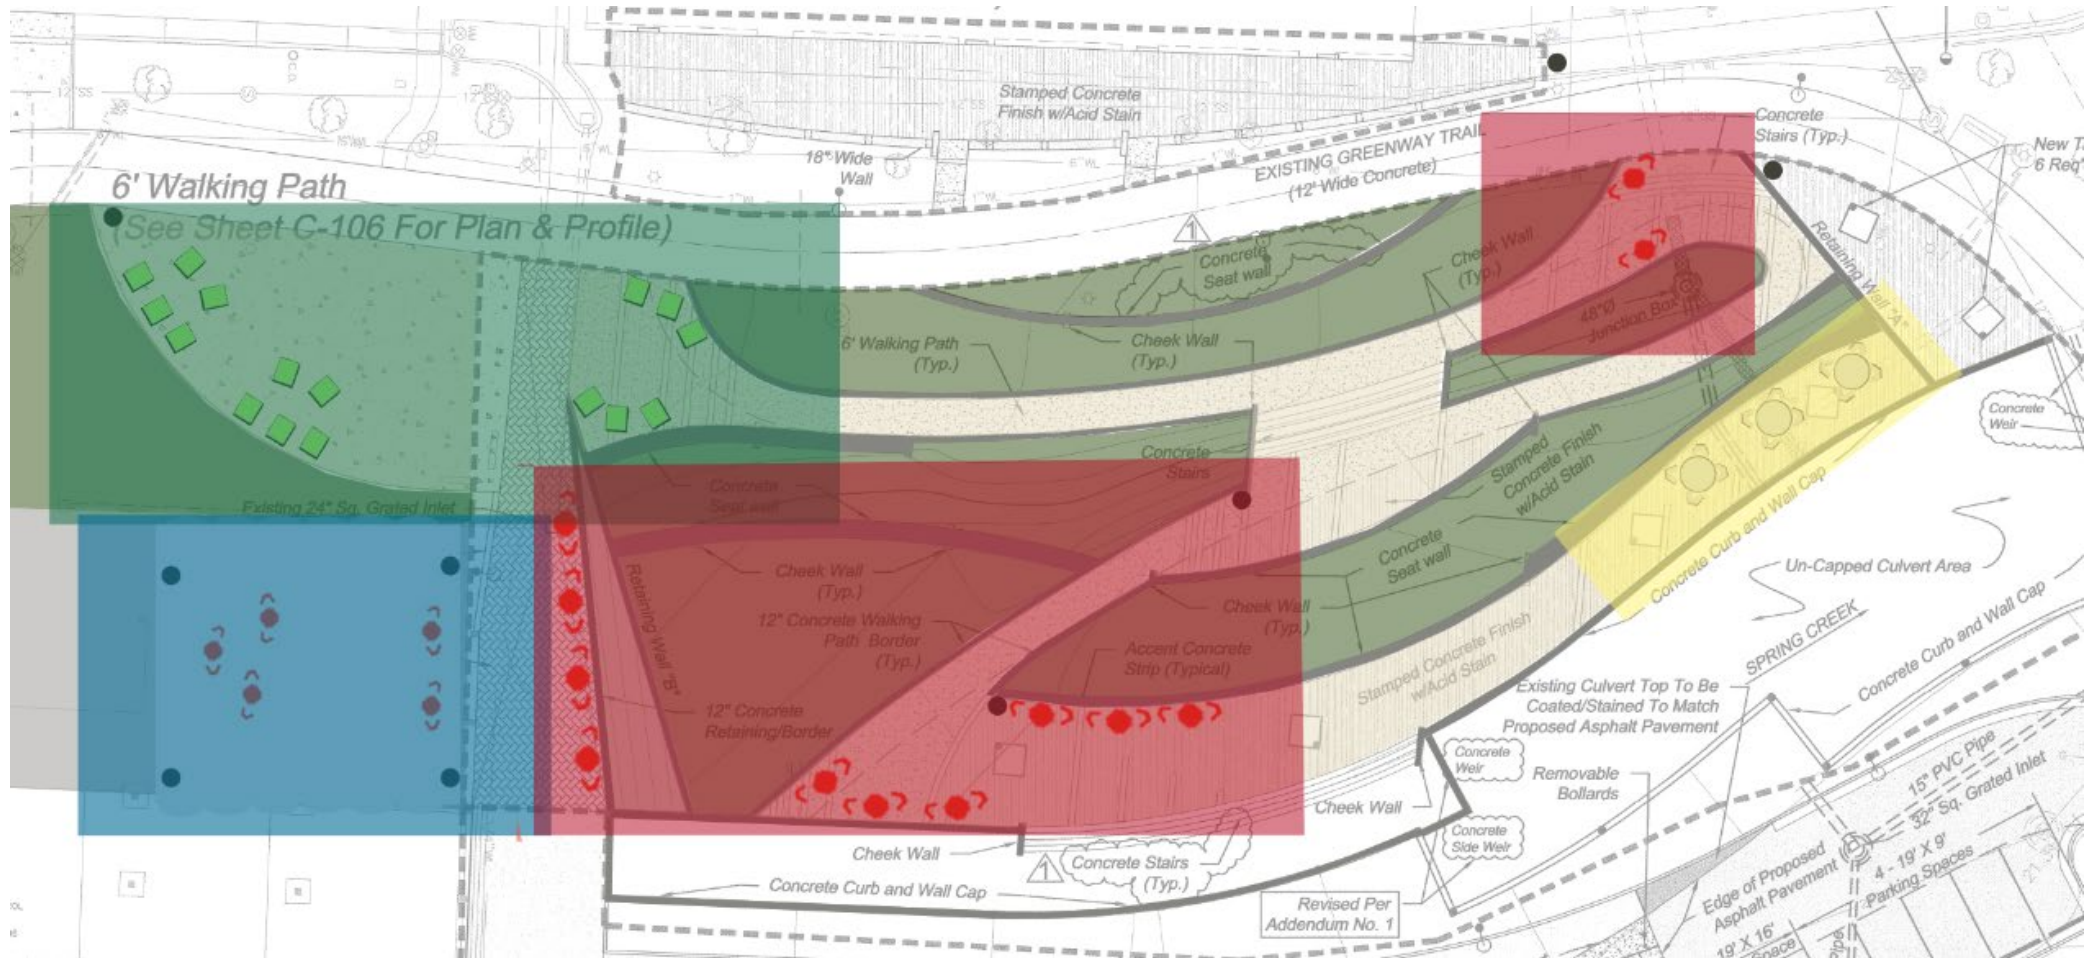 Stamped Concrete
Finish w/Acid Stain
18" Wide
Wall
EXISTING GREENWAY TRAIL
(12' Wide Concrete)
Concrete
Stairs (Typ.)
6' Walking Path
(See Sheet C-106 For Plan & Profile)
1
Concrete
Seat wall
Cheek Wall
(Typ.)
Retaining Wall "A"
48"Ø
Junction Box
6' Walking Path
(Typ.)
Cheek Wall
(Typ.)
Concrete
Weir
Concrete
Stairs
Stamped
Concrete Finish
w/Acid Stain
Existing 24" Sq. Grated Inlet
Concrete
Seat wall
Concrete Curb and Wall Cap
Concrete
Seat wall
Un-Capped Culvert Area
Cheek Wall
(Typ.)
Retaining Wall "B"
Cheek Wall
(Typ.)
12" Concrete Walking
Path Border
(Typ.)
Accent Concrete
Strip (Typical)
Stamped Concrete Finish
w/Acid Stain
SPRING CREEK
Concrete Curb and Wall Cap
Existing Culvert Top To Be
Coated/Stained To Match
Proposed Asphalt Pavement
12" Concrete
Retaining/Border
Concrete
Weir
Removable
Bollards
15" PVC Pipe
32" Sq. Grated Inlet
Cheek Wall
Concrete
Side Weir
Cheek Wall
1
Concrete Stairs
(Typ.)
Concrete Curb and Wall Cap
Revised Per
Addendum No. 1
Edge of Proposed
Asphalt Pavement
4 - 19' X 9'
Parking Spaces
19' X 16'
Space
Pipe